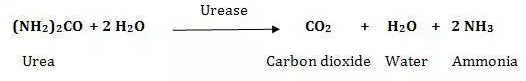 Urease
(NH2)2CO + 2 H2O CO2 + H2O + 2 NH3
Urea Carbon dioxide Water Ammonia